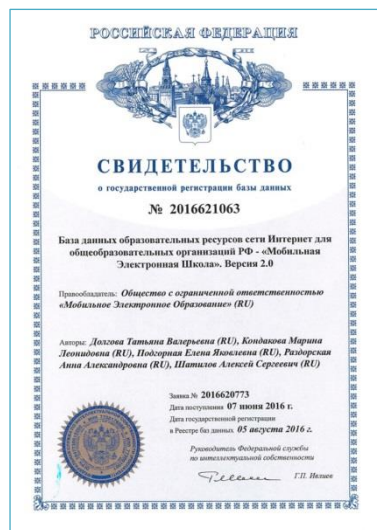 РОССИЙСКАЯ ФЕДЕРАЦИЯ
СВИДЕТЕЛЬСТВО
о государственной регистрации базы данных
№ 2016621063
База данных образовательных ресурсов сети Интернет для
общеобразовательных организаций РФ - «Мобильная
Электронная Школа». Версия 2.0
Правообладатель: Общество с ограниченной ответственностью
«Мобильное Электронное Образование» (RU)
Авторы: Долгова Татьяна Валерьевна (RU), Кондакова Марина
Леонидовна (RU), Подгорная Елена Яковлевна (RU), Раздорская
Анна Александровна (RU), Шатилов Алексей Сергеевич (RU)
Заявка № 2016620773
Дата поступления 07 июня 2016 г.
Дата государственной регистрации
в Реестре баз данных 05 августа 2016 г.
Руководитель Федеральной службы
по интеллектуальной собственности
Г.П. Ивлиев